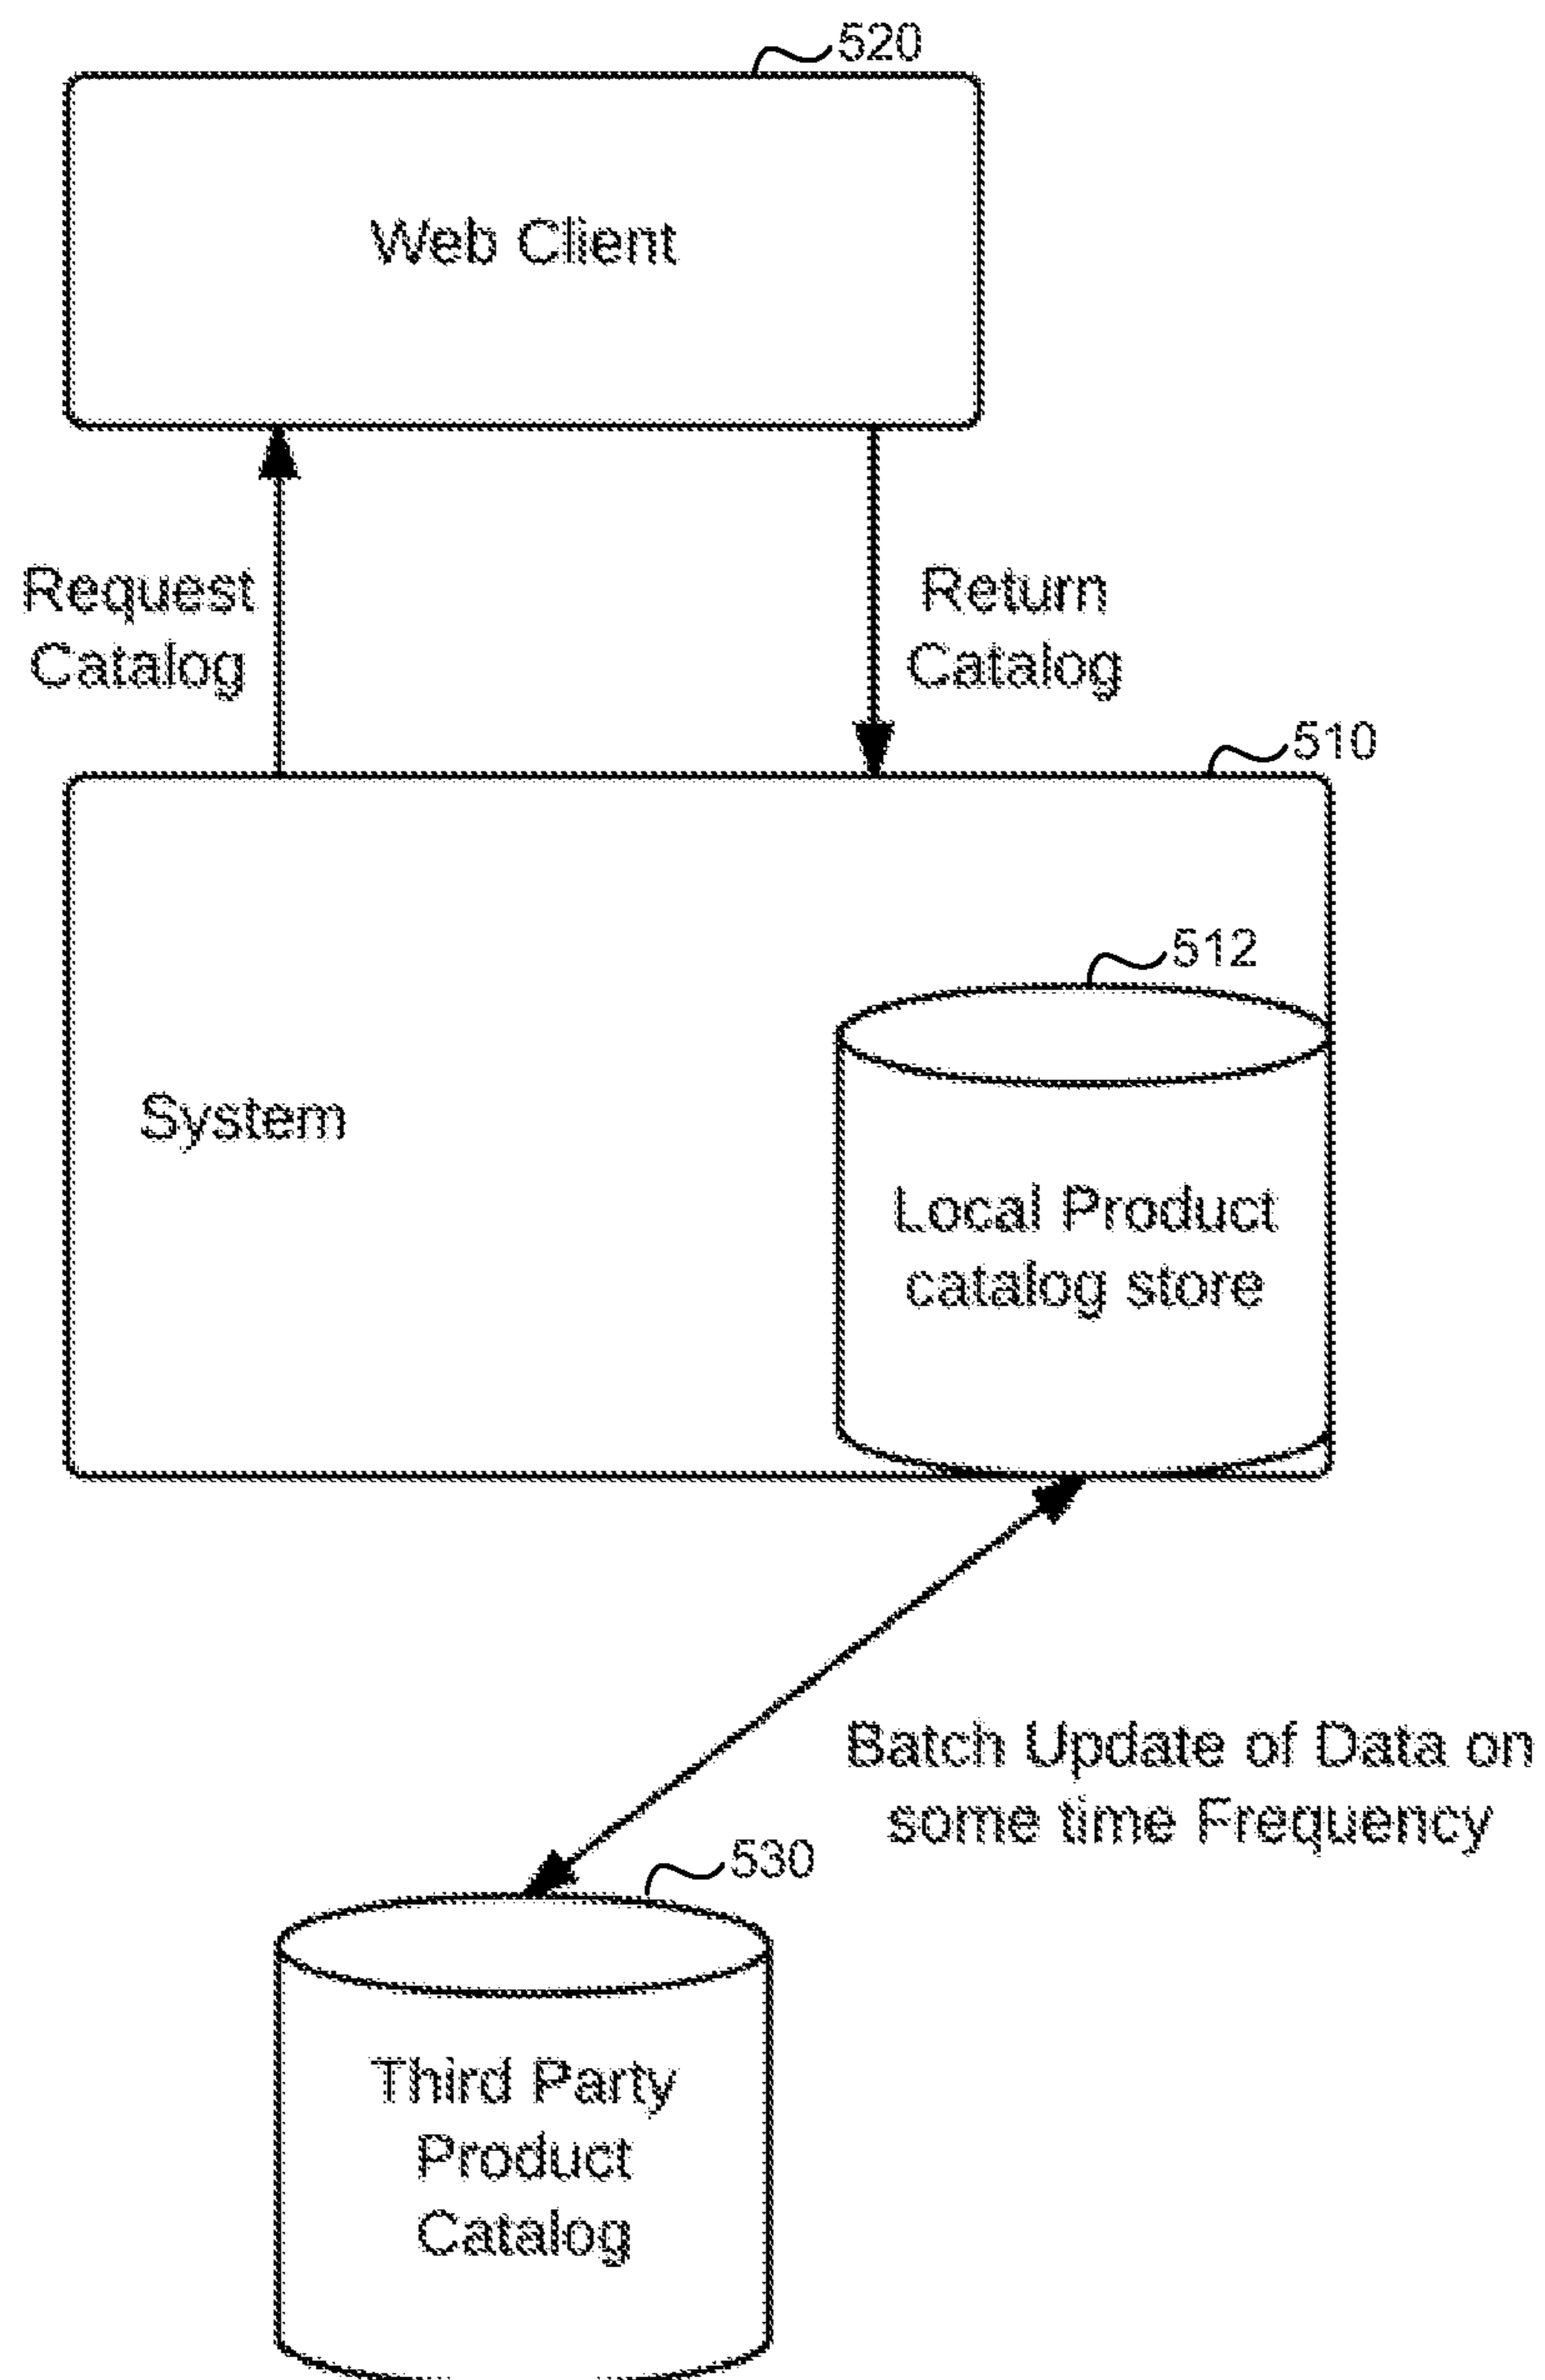 520
Web Client
Request
Catalog
Return
Catalog
510
512
System
Local Product
catalog store
Batch Update of Data on
some time Frequency
530
Third Party
Product
Catalog